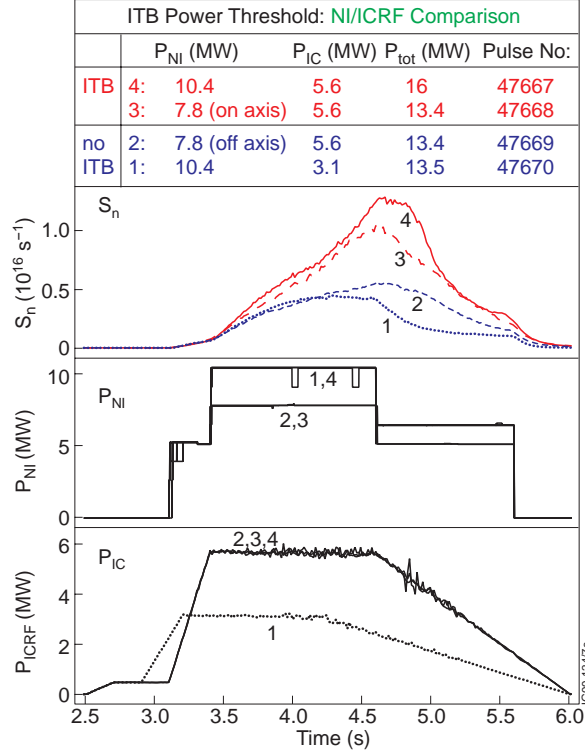 ITB Power Threshold: NI/ICRF Comparison
P_NI (MW) P_IC (MW) P_tot (MW) Pulse No:
ITB 4: 10.4 5.6 16 47667
3: 7.8 (on axis) 5.6 13.4 47668
no 2: 7.8 (off axis) 5.6 13.4 47669
ITB 1: 10.4 3.1 13.5 47670
S_n
S_n (10^16 s^−1)
1.0
0.5
0
4
3
2
1
P_NI
P_NI (MW)
10
5
0
1,4
2,3
P_IC
P_ICRF (MW)
6
4
2
0
2,3,4
1
2.5 3.0 3.5 4.0 4.5 5.0 5.5 6.0
Time (s)